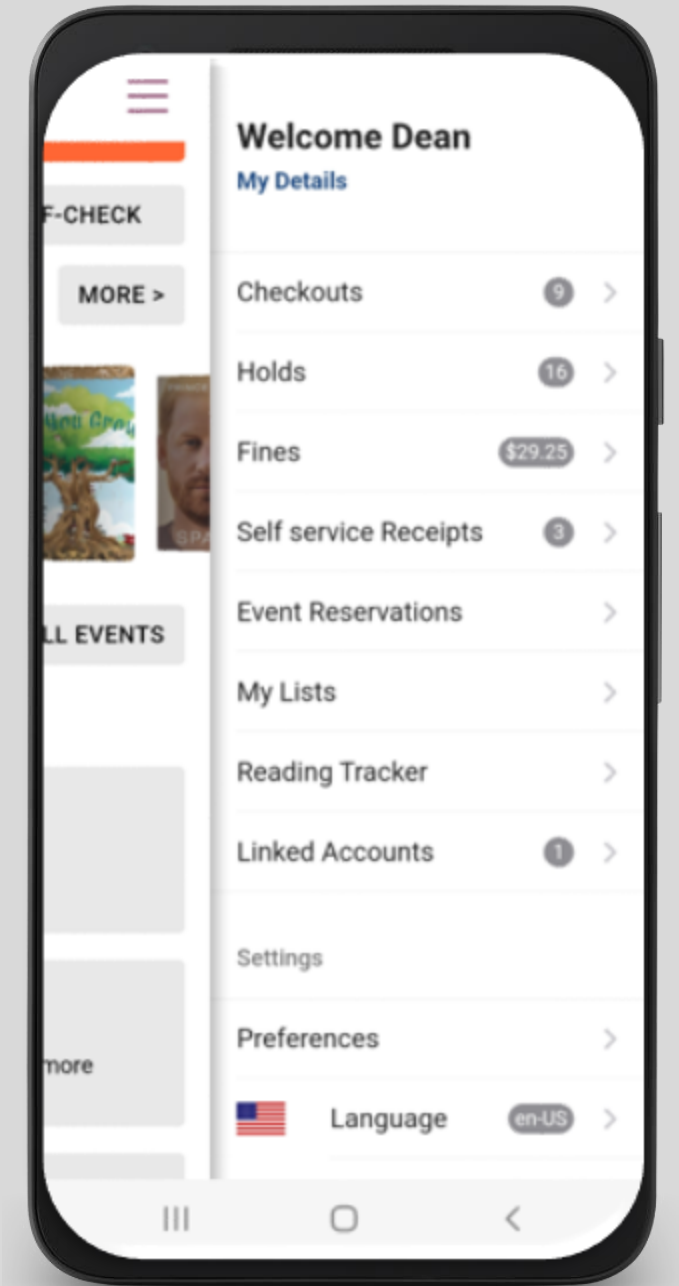 Welcome Dean
My Details
F-CHECK
MORE >
Checkouts 9
Holds 16
Fines $29.25
Self service Receipts 3
Event Reservations
LL EVENTS
My Lists
Reading Tracker
Linked Accounts 1
Settings
Preferences
more
Language en-US